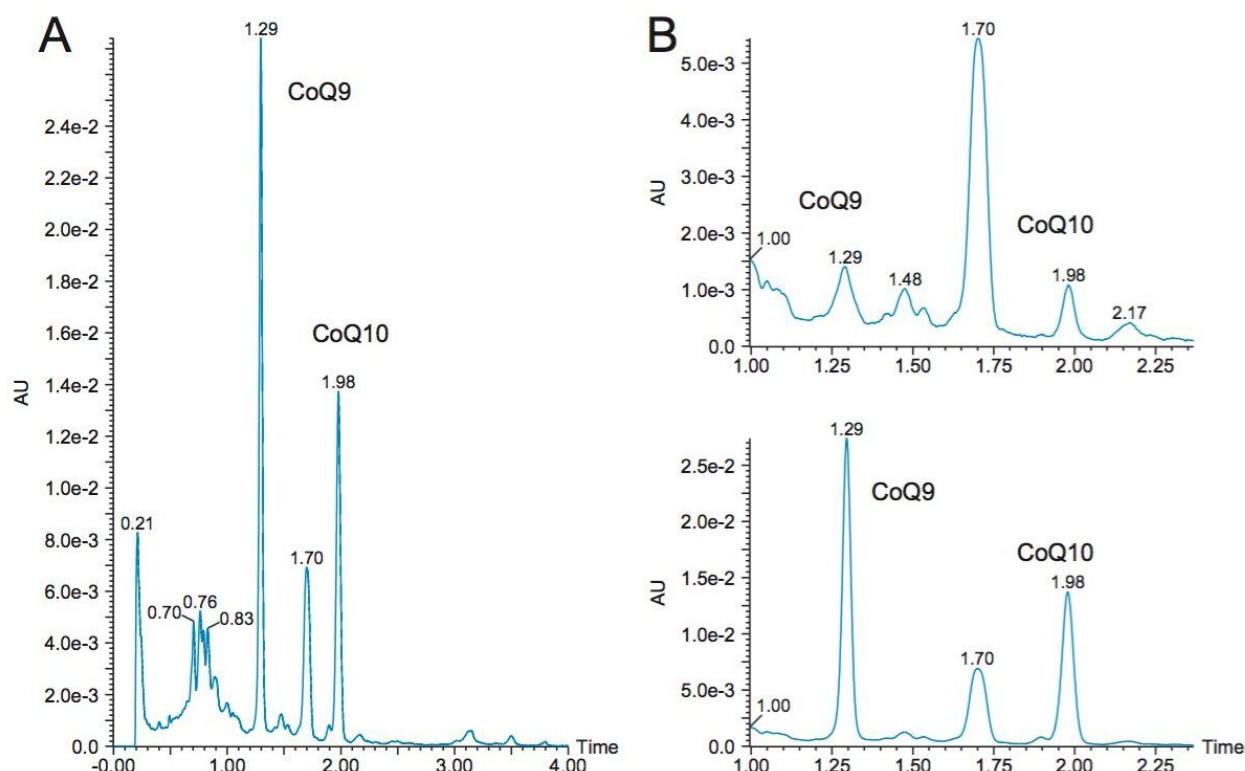 A
1.29
CoQ9
2.4e-2
2.2e-2
2.0e-2
1.8e-2
1.6e-2
CoQ10
1.4e-2
1.98
AU
1.2e-2
1.0e-2
0.21
8.0e-3
1.70
6.0e-3
0.76
0.70
0.83
4.0e-3
2.0e-3
0.0
Time
-0.00
1.00
2.00
3.00
4.00
B
1.70
5.0e-3
4.0e-3
AU
3.0e-3
CoQ9
CoQ10
2.0e-3
1.00
1.29
1.48
1.98
1.0e-3
2.17
0.0
1.00
1.25
1.50
1.75
2.00
2.25
1.29
2.5e-2
CoQ9
2.0e-2
CoQ10
1.98
1.5e-2
AU
1.0e-2
1.70
5.0e-3
1.00
0.0
Time
1.00
1.25
1.50
1.75
2.00
2.25